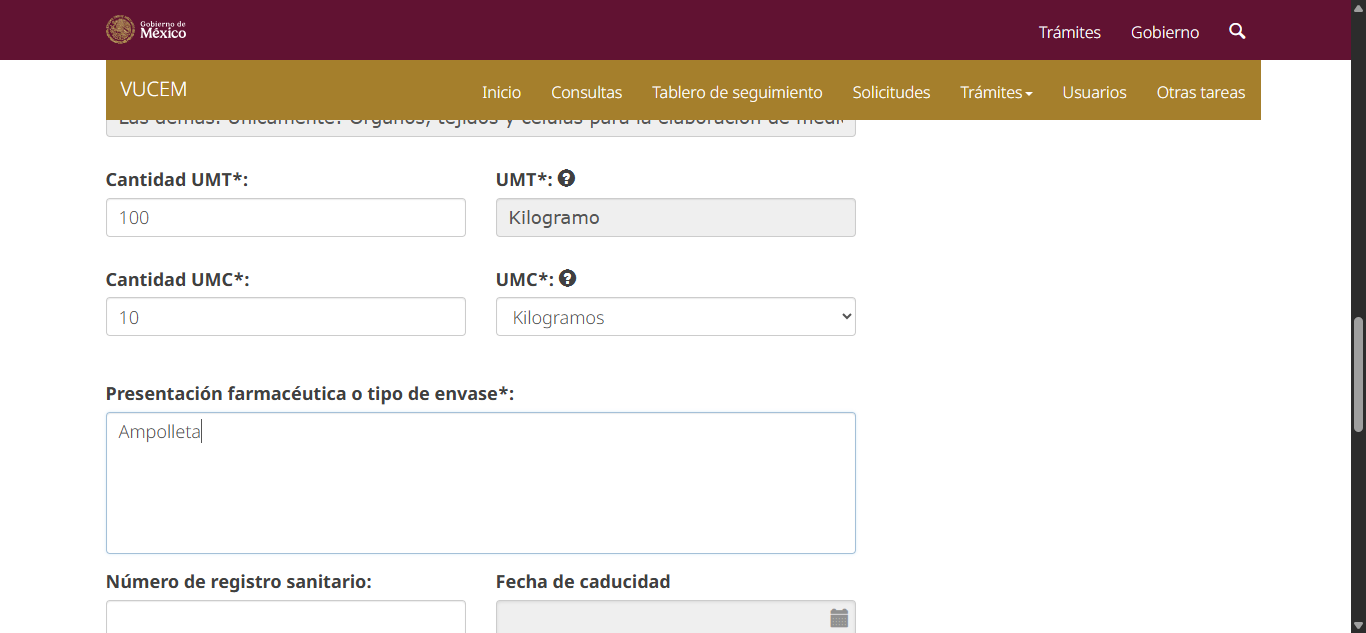 Gobierno de
México
Trámites
Gobierno
VUCEM
Inicio
Consultas
Tablero de seguimiento
Solicitudes
Trámites
Usuarios
Otras tareas
Las demás. Únicamente: Órganos, tejidos y células para la elaboración de
Cantidad UMT*:
UMT*:
100
Kilogramo
Cantidad UMC*:
UMC*:
10
Kilogramos
Presentación farmacéutica o tipo de envase*:
Ampolleta
Número de registro sanitario:
Fecha de caducidad